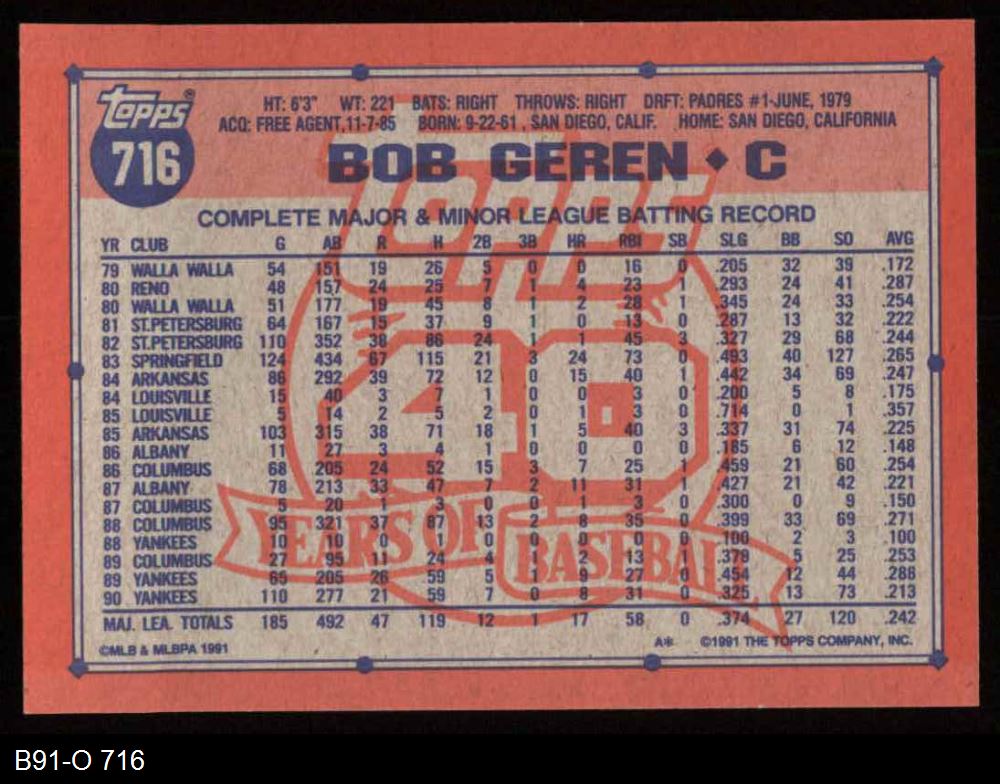 Topps®
716
HT: 6'3" WT: 221 BATS: RIGHT THROWS: RIGHT DRFT: PADRES #1-JUNE, 1979
ACQ: FREE AGENT, 11-7-85 BORN: 9-22-61, SAN DIEGO, CALIF. HOME: SAN DIEGO, CALIFORNIA
BOB GEREN ◆ C
COMPLETE MAJOR & MINOR LEAGUE BATTING RECORD
YR CLUB G AB R H 2B 3B HR RBI SB SLG BB SO AVG
79 WALLA WALLA 54 151 19 26 5 0 0 16 0 .205 32 39 .172
80 RENO 48 157 24 25 7 1 4 23 1 .293 24 41 .287
80 WALLA WALLA 51 177 19 45 8 1 2 28 1 .345 24 33 .254
81 ST.PETERSBURG 64 167 15 37 9 1 0 13 0 .287 13 32 .222
82 ST.PETERSBURG 110 352 38 86 24 1 1 45 3 .327 29 68 .244
83 SPRINGFIELD 124 434 67 115 21 3 24 73 0 .493 40 127 .265
84 ARKANSAS 86 292 39 72 12 0 15 40 1 .442 34 69 .247
84 LOUISVILLE 15 40 3 7 1 0 0 3 0 .200 5 8 .175
85 LOUISVILLE 5 14 2 5 2 0 1 3 0 .714 0 1 .357
85 ARKANSAS 103 315 38 71 18 1 5 40 3 .337 31 74 .225
86 ALBANY 11 27 3 4 1 0 0 0 0 .185 6 12 .148
86 COLUMBUS 68 205 24 52 15 3 7 25 1 .459 21 60 .254
87 ALBANY 78 213 33 47 7 2 11 31 1 .427 21 42 .221
87 COLUMBUS 5 20 1 3 0 0 1 3 0 .300 0 9 .150
88 COLUMBUS 95 321 37 87 13 2 8 35 0 .399 33 69 .271
88 YANKEES 10 10 0 1 0 0 0 0 0 .100 2 3 .100
89 COLUMBUS 27 95 11 24 4 1 2 13 1 .379 5 25 .253
89 YANKEES 65 205 26 59 5 1 9 27 0 .454 12 44 .288
90 YANKEES 110 277 21 59 7 0 8 31 0 .325 13 73 .213
MAJ. LEA. TOTALS 185 492 47 119 12 1 17 58 0 .374 27 120 .242
©MLB & MLBPA 1991 A* ©1991 THE TOPPS COMPANY, INC.
TOPPS
40
YEARS OF
BASEBALL
B91-O 716